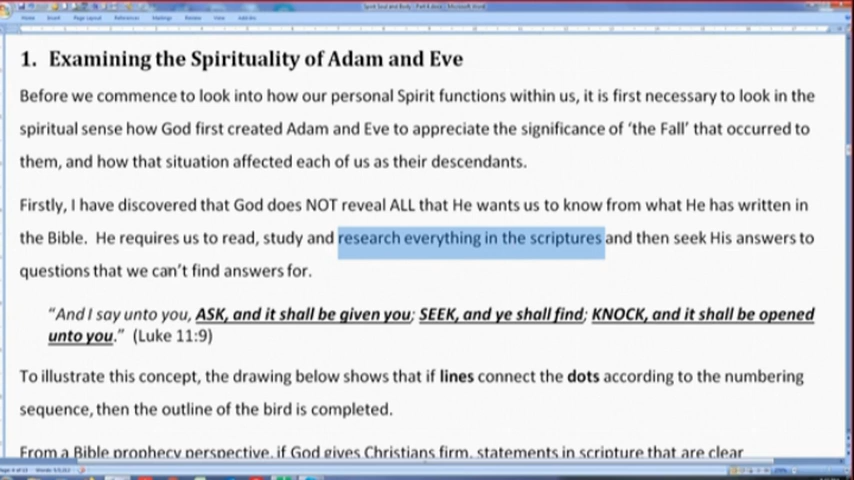 1. Examining the Spirituality of Adam and Eve
Before we commence to look into how our personal Spirit functions within us, it is first necessary to look in the
spiritual sense how God first created Adam and Eve to appreciate the significance of 'the Fall' that occurred to
them, and how that situation affected each of us as their descendants.
Firstly, I have discovered that God does NOT reveal ALL that He wants us to know from what He has written in
the Bible. He requires us to read, study and research everything in the scriptures and then seek His answers to
questions that we can't find answers for.
"And I say unto you, ASK, and it shall be given you; SEEK, and ye shall find; KNOCK, and it shall be opened
unto you." (Luke 11:9)
To illustrate this concept, the drawing below shows that if lines connect the dots according to the numbering
sequence, then the outline of the bird is completed.
From a Bible prophecy perspective, if God gives Christians firm, statements in scripture that are clear